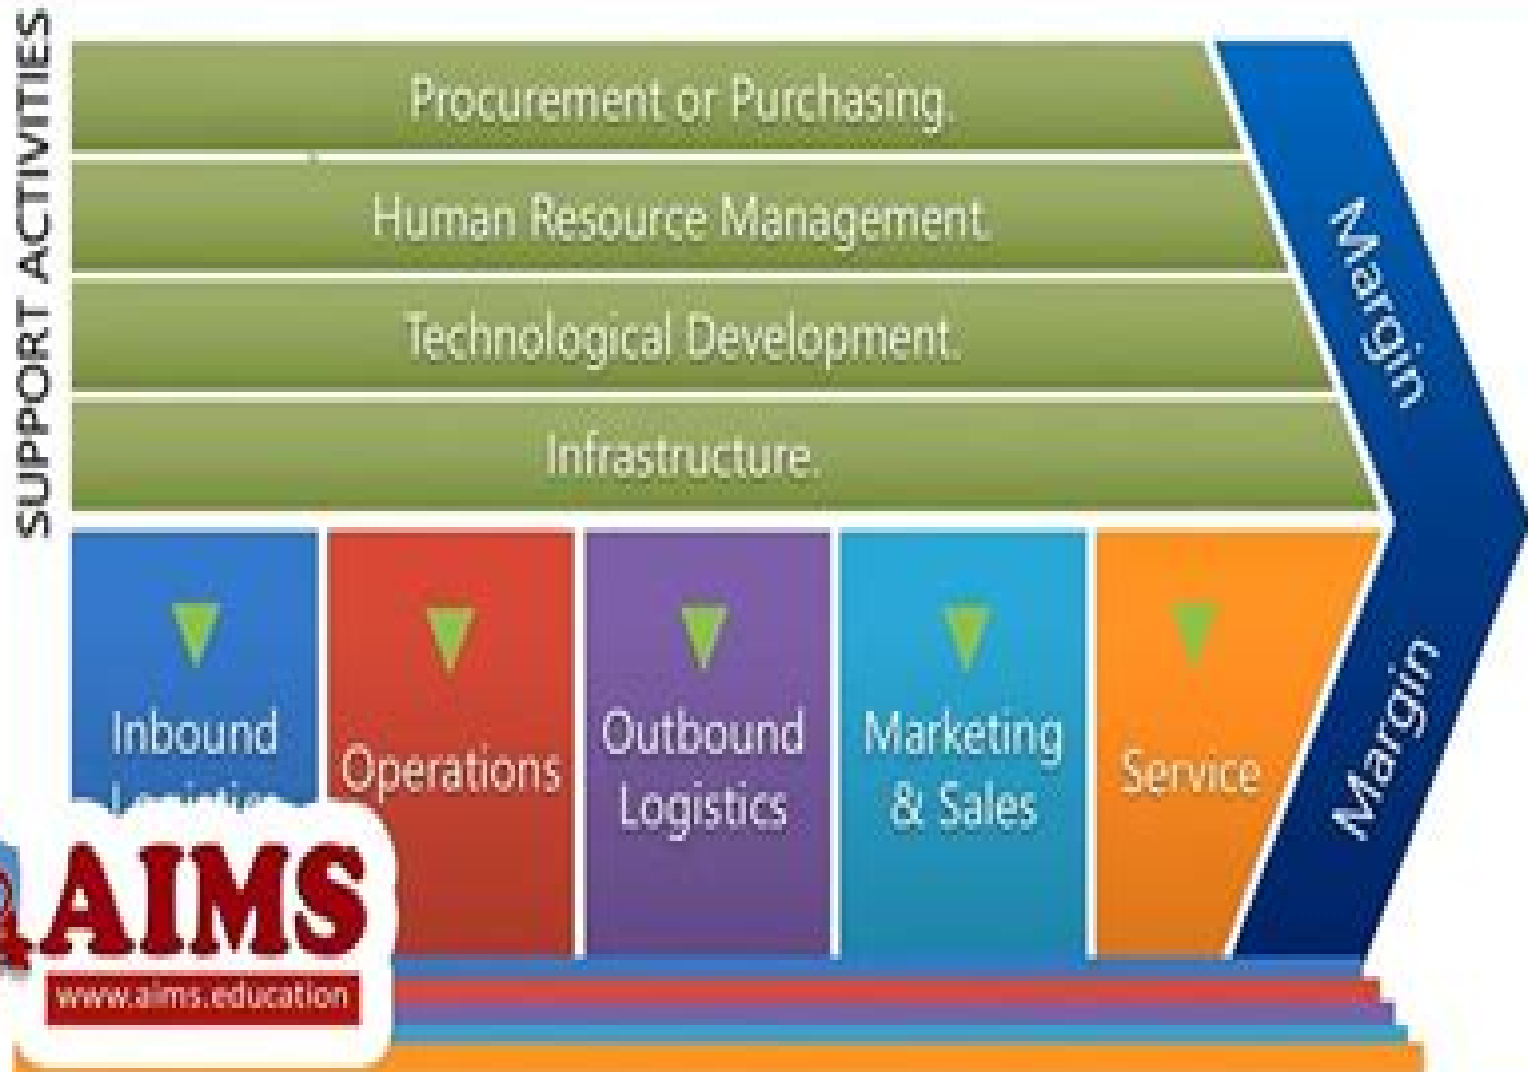 SUPPORT ACTIVITIES
Procurement or Purchasing.
Human Resource Management.
Technological Development.
Infrastructure.
Margin
Inbound
Logistics
Operations
Outbound
Logistics
Marketing
& Sales
Service
Margin
AIMS
www.aims.education